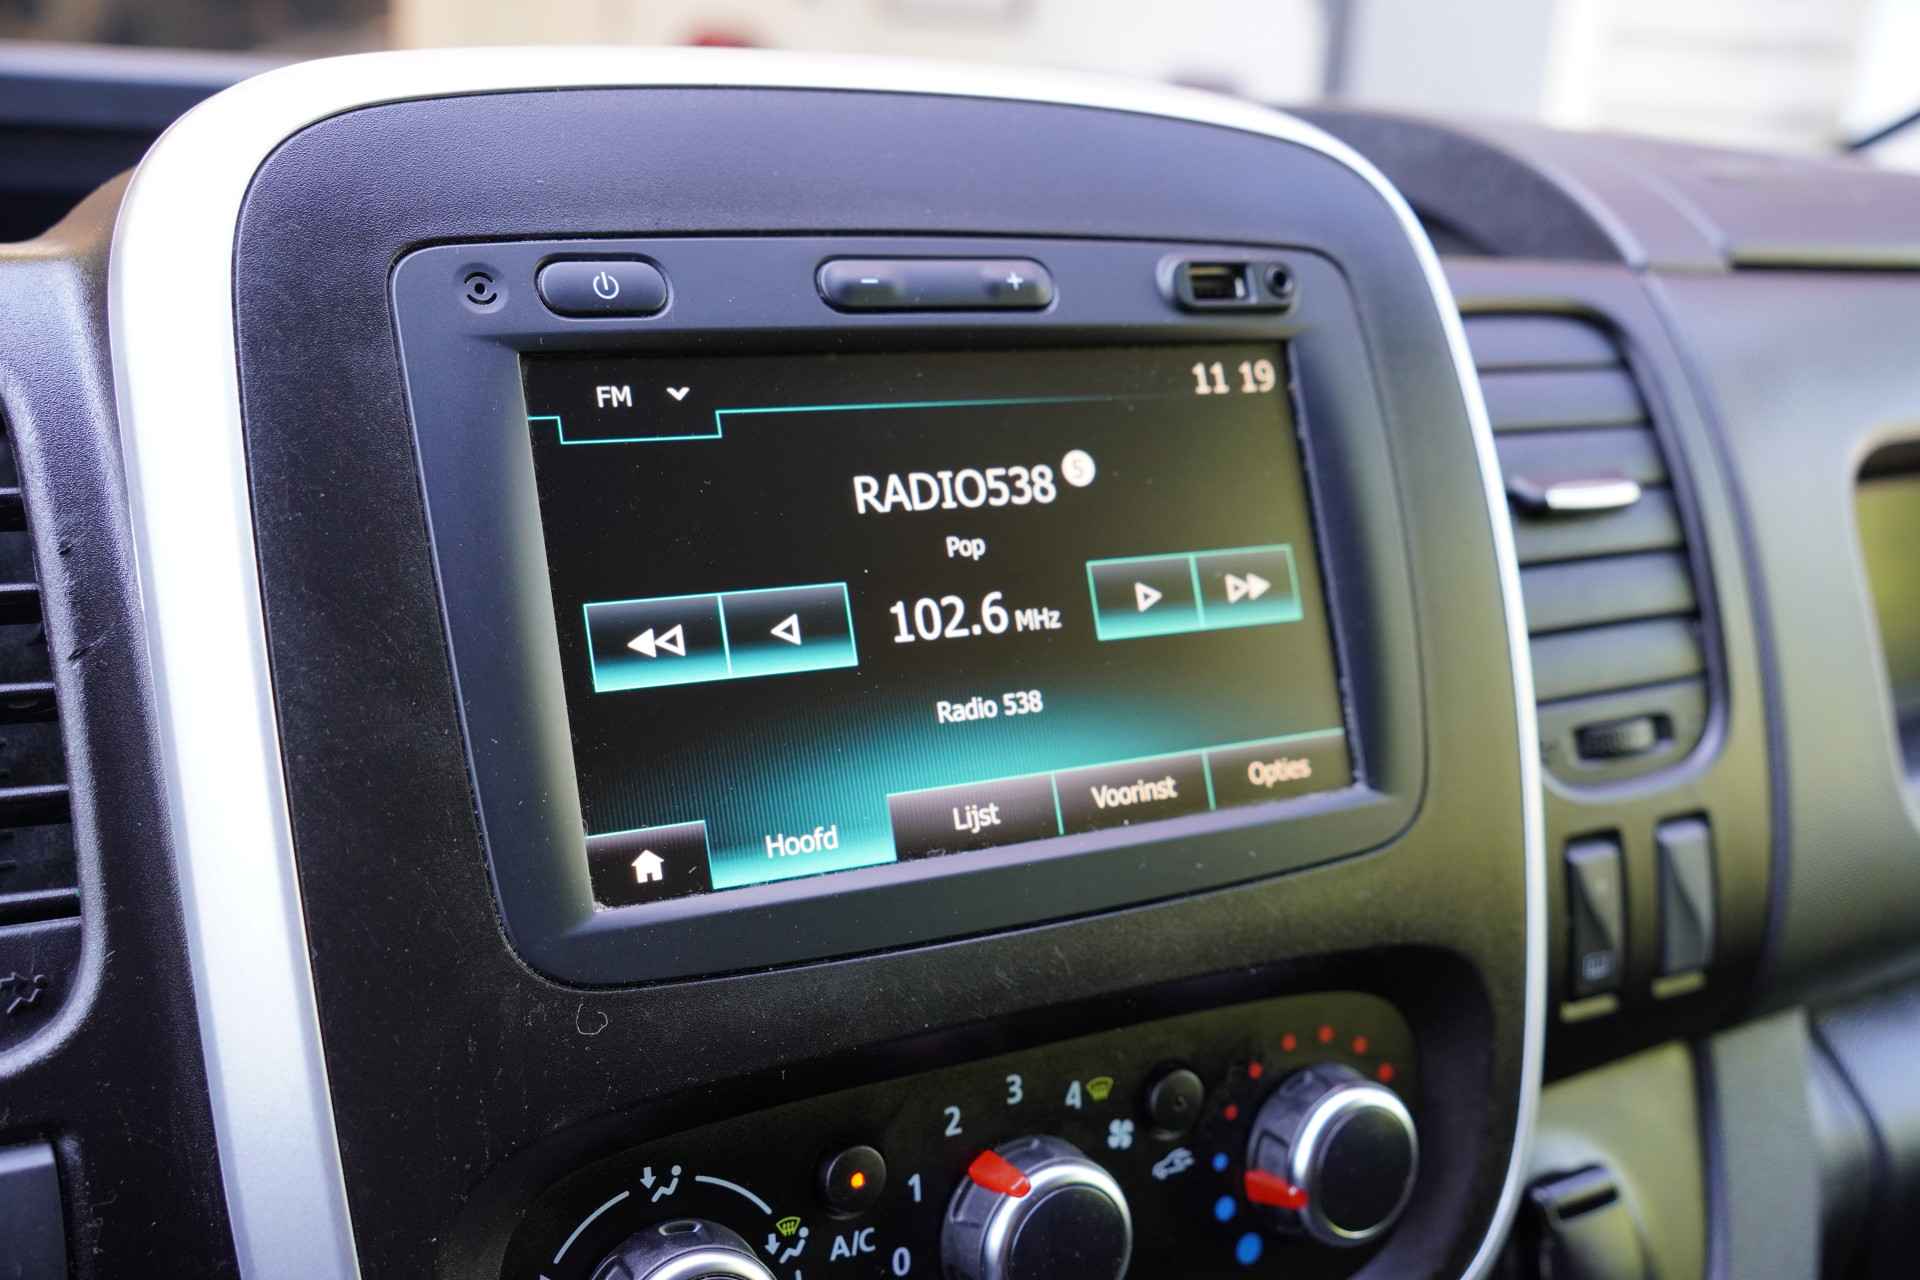 FM
11 19
RADIO538 5
Pop
102.6 MHz
Radio 538
Hoofd Lijst Voorinst Opties
0 1 2 3 4
A/C